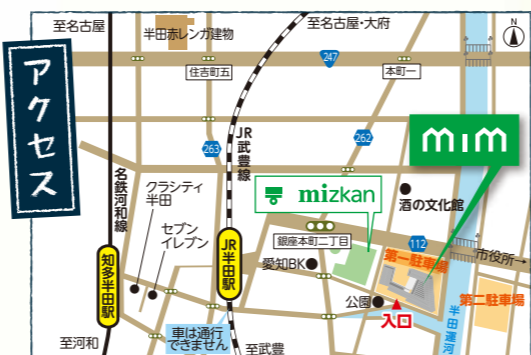 アクセス
至名古屋
至名古屋・大府
半田赤レンガ建物
N
247
住吉町五
本町一
JR武豊線
263
262
mim
名鉄河和線
クラシティ
半田
mizkan
酒の文化館
セブン
イレブン
銀座本町二丁目
112
市役所→
知多半田駅
JR半田駅
愛知BK
第一駐車場
公園
第二駐車場
入口
半田運河
車は通行
できません
至河和
至武豊